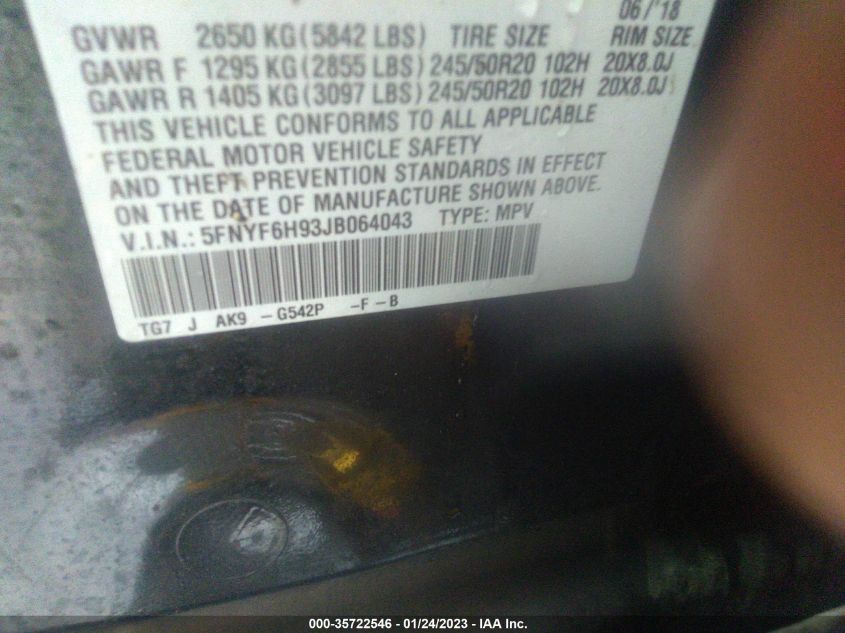 06/'18
GVWR 2650 KG(5842 LBS) TIRE SIZE RIM SIZE
GAWR F 1295 KG(2855 LBS) 245/50R20 102H 20X8.0J
GAWR R 1405 KG(3097 LBS) 245/50R20 102H 20X8.0J
THIS VEHICLE CONFORMS TO ALL APPLICABLE
FEDERAL MOTOR VEHICLE SAFETY
AND THEFT PREVENTION STANDARDS IN EFFECT
ON THE DATE OF MANUFACTURE SHOWN ABOVE.
V.I.N.: 5FNYF6H93JB064043 TYPE: MPV
TG7 J AK9 -G542P -F-B
000-35722546 - 01/24/2023 - IAA Inc.